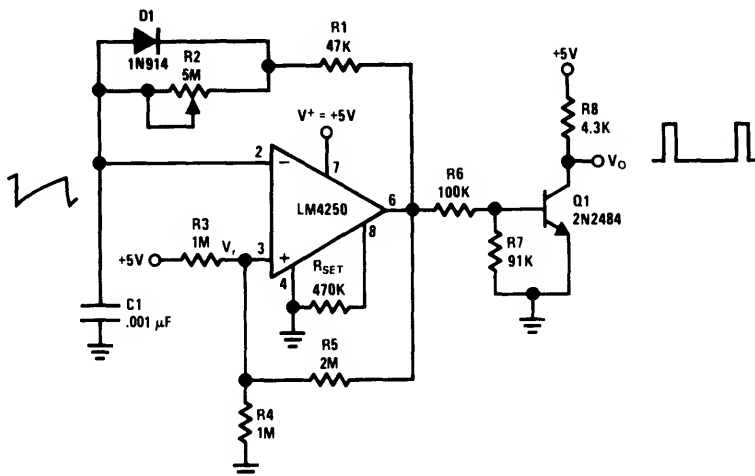 D1
1N914
R2
5M
R1
47K
V+ = +5V
7
2
−
LM4250
6
8
R3
1M
+5V
Vr
3
+
4
RSET
470K
C1
.001 μF
R5
2M
R4
1M
R6
100K
R7
91K
+5V
R8
4.3K
VO
Q1
2N2484